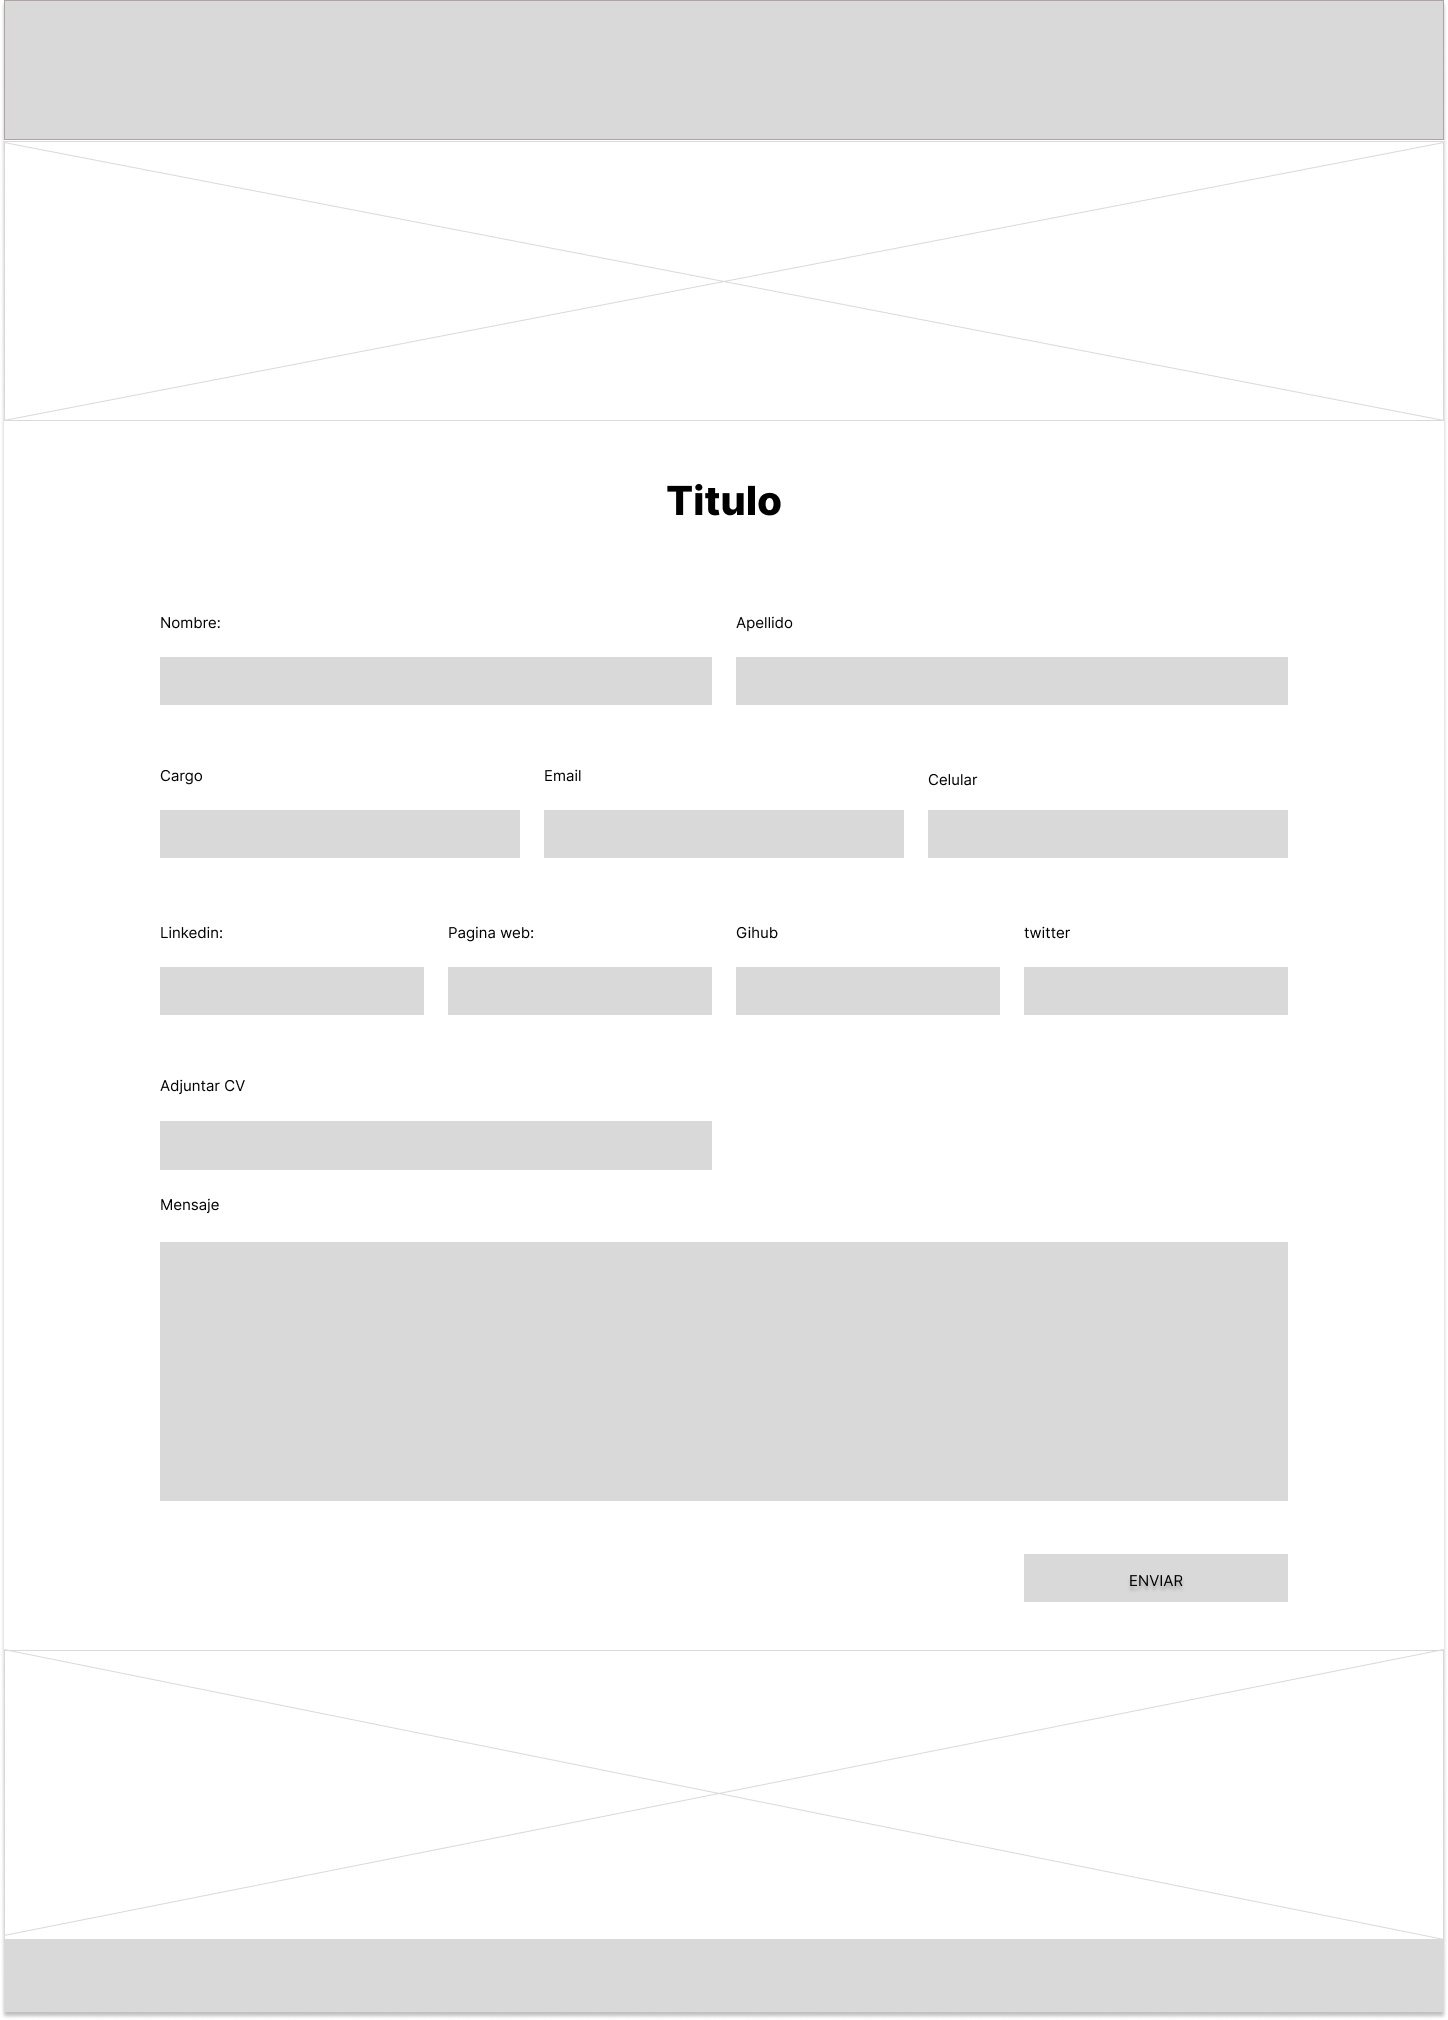 Titulo
Nombre:
Apellido
Cargo
Email
Celular
Linkedin:
Pagina web:
Gihub
twitter
Adjuntar CV
Mensaje
ENVIAR